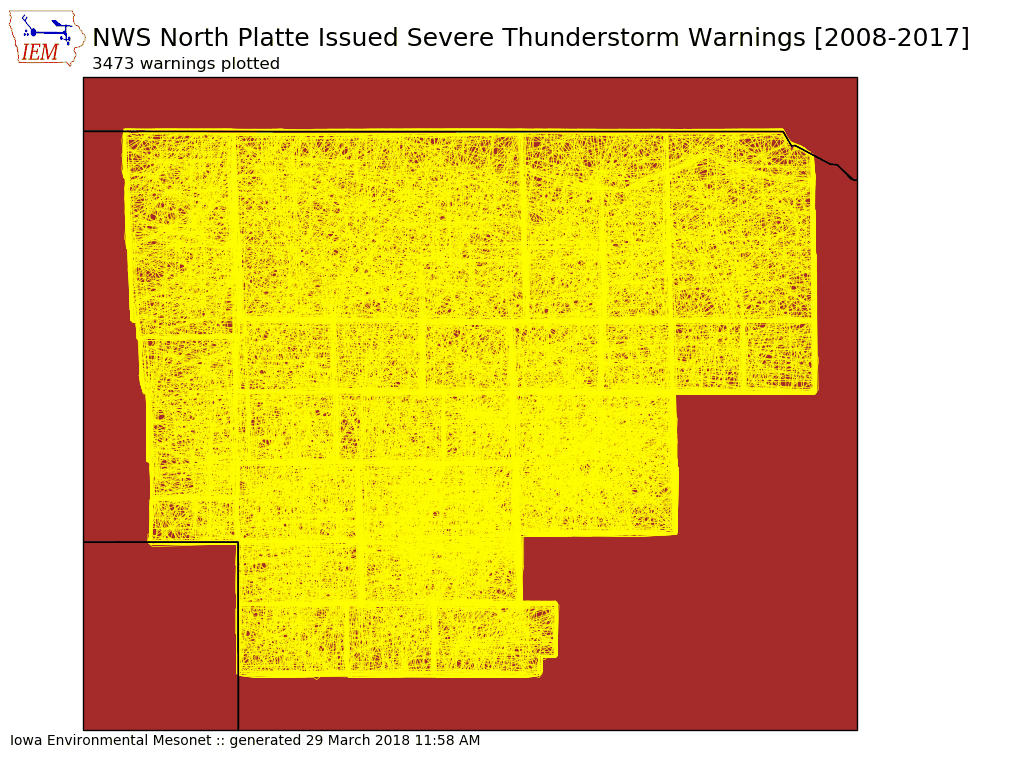 IEM
NWS North Platte Issued Severe Thunderstorm Warnings [2008-2017]
3473 warnings plotted
Iowa Environmental Mesonet :: generated 29 March 2018 11:58 AM